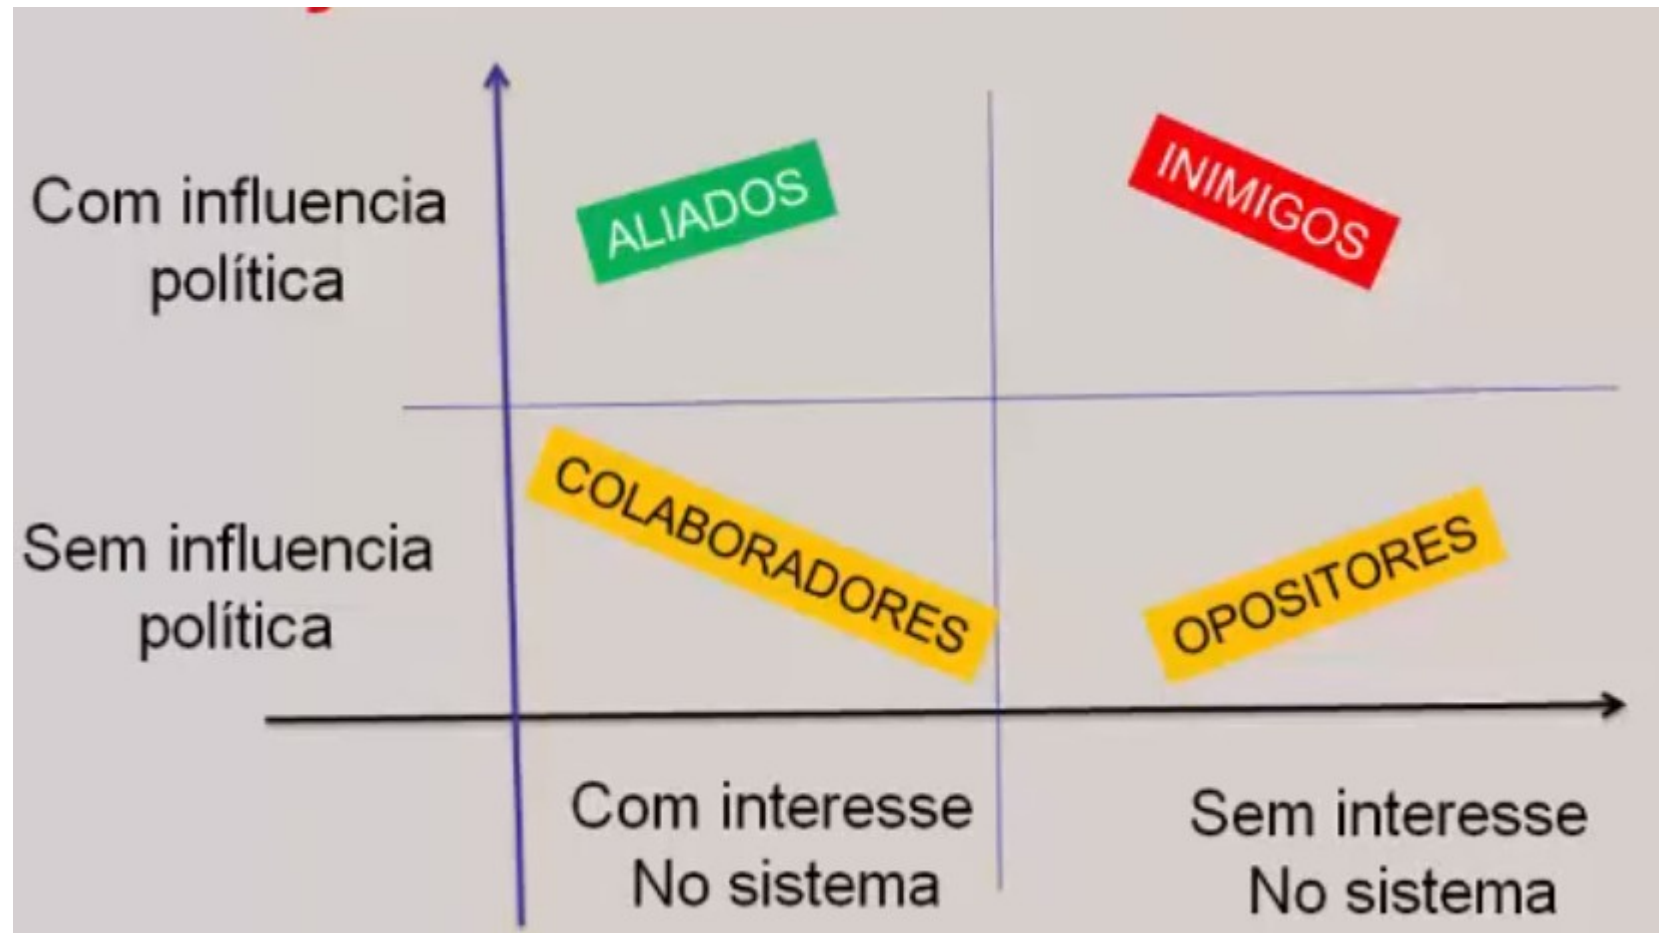 Com influencia
política
ALIADOS
INIMIGOS
Sem influencia
política
COLABORADORES
OPOSITORES
Com interesse
No sistema
Sem interesse
No sistema